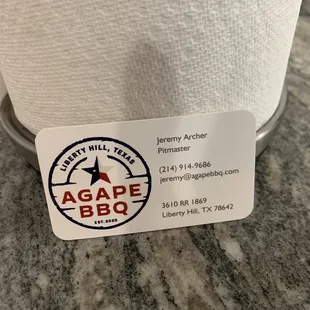 LIBERTY HILL, TEXAS
AGAPE
BBQ
EST. 2020
Jeremy Archer
Pitmaster
(214) 914-9686
jeremy@agapebbq.com
3610 RR 1869
Liberty Hill, TX 78642